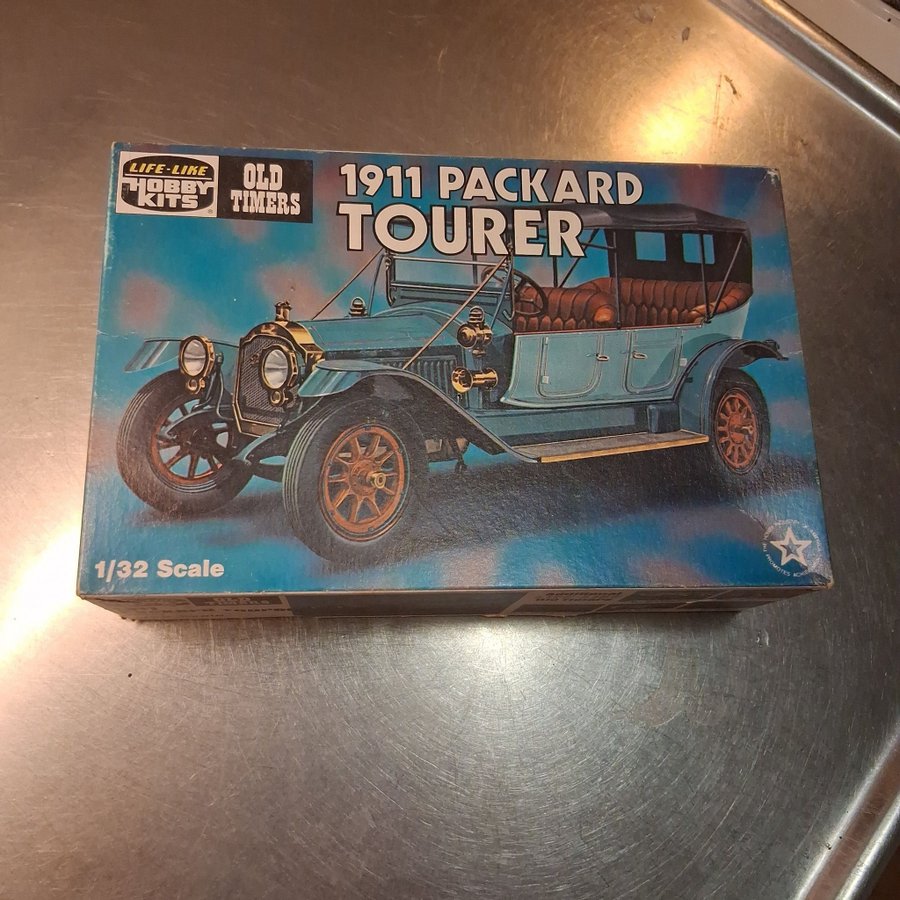 LIFE-LIKE
HOBBY
KITS
®
OLD
TIMERS
1911 PACKARD
TOURER
1/32 Scale